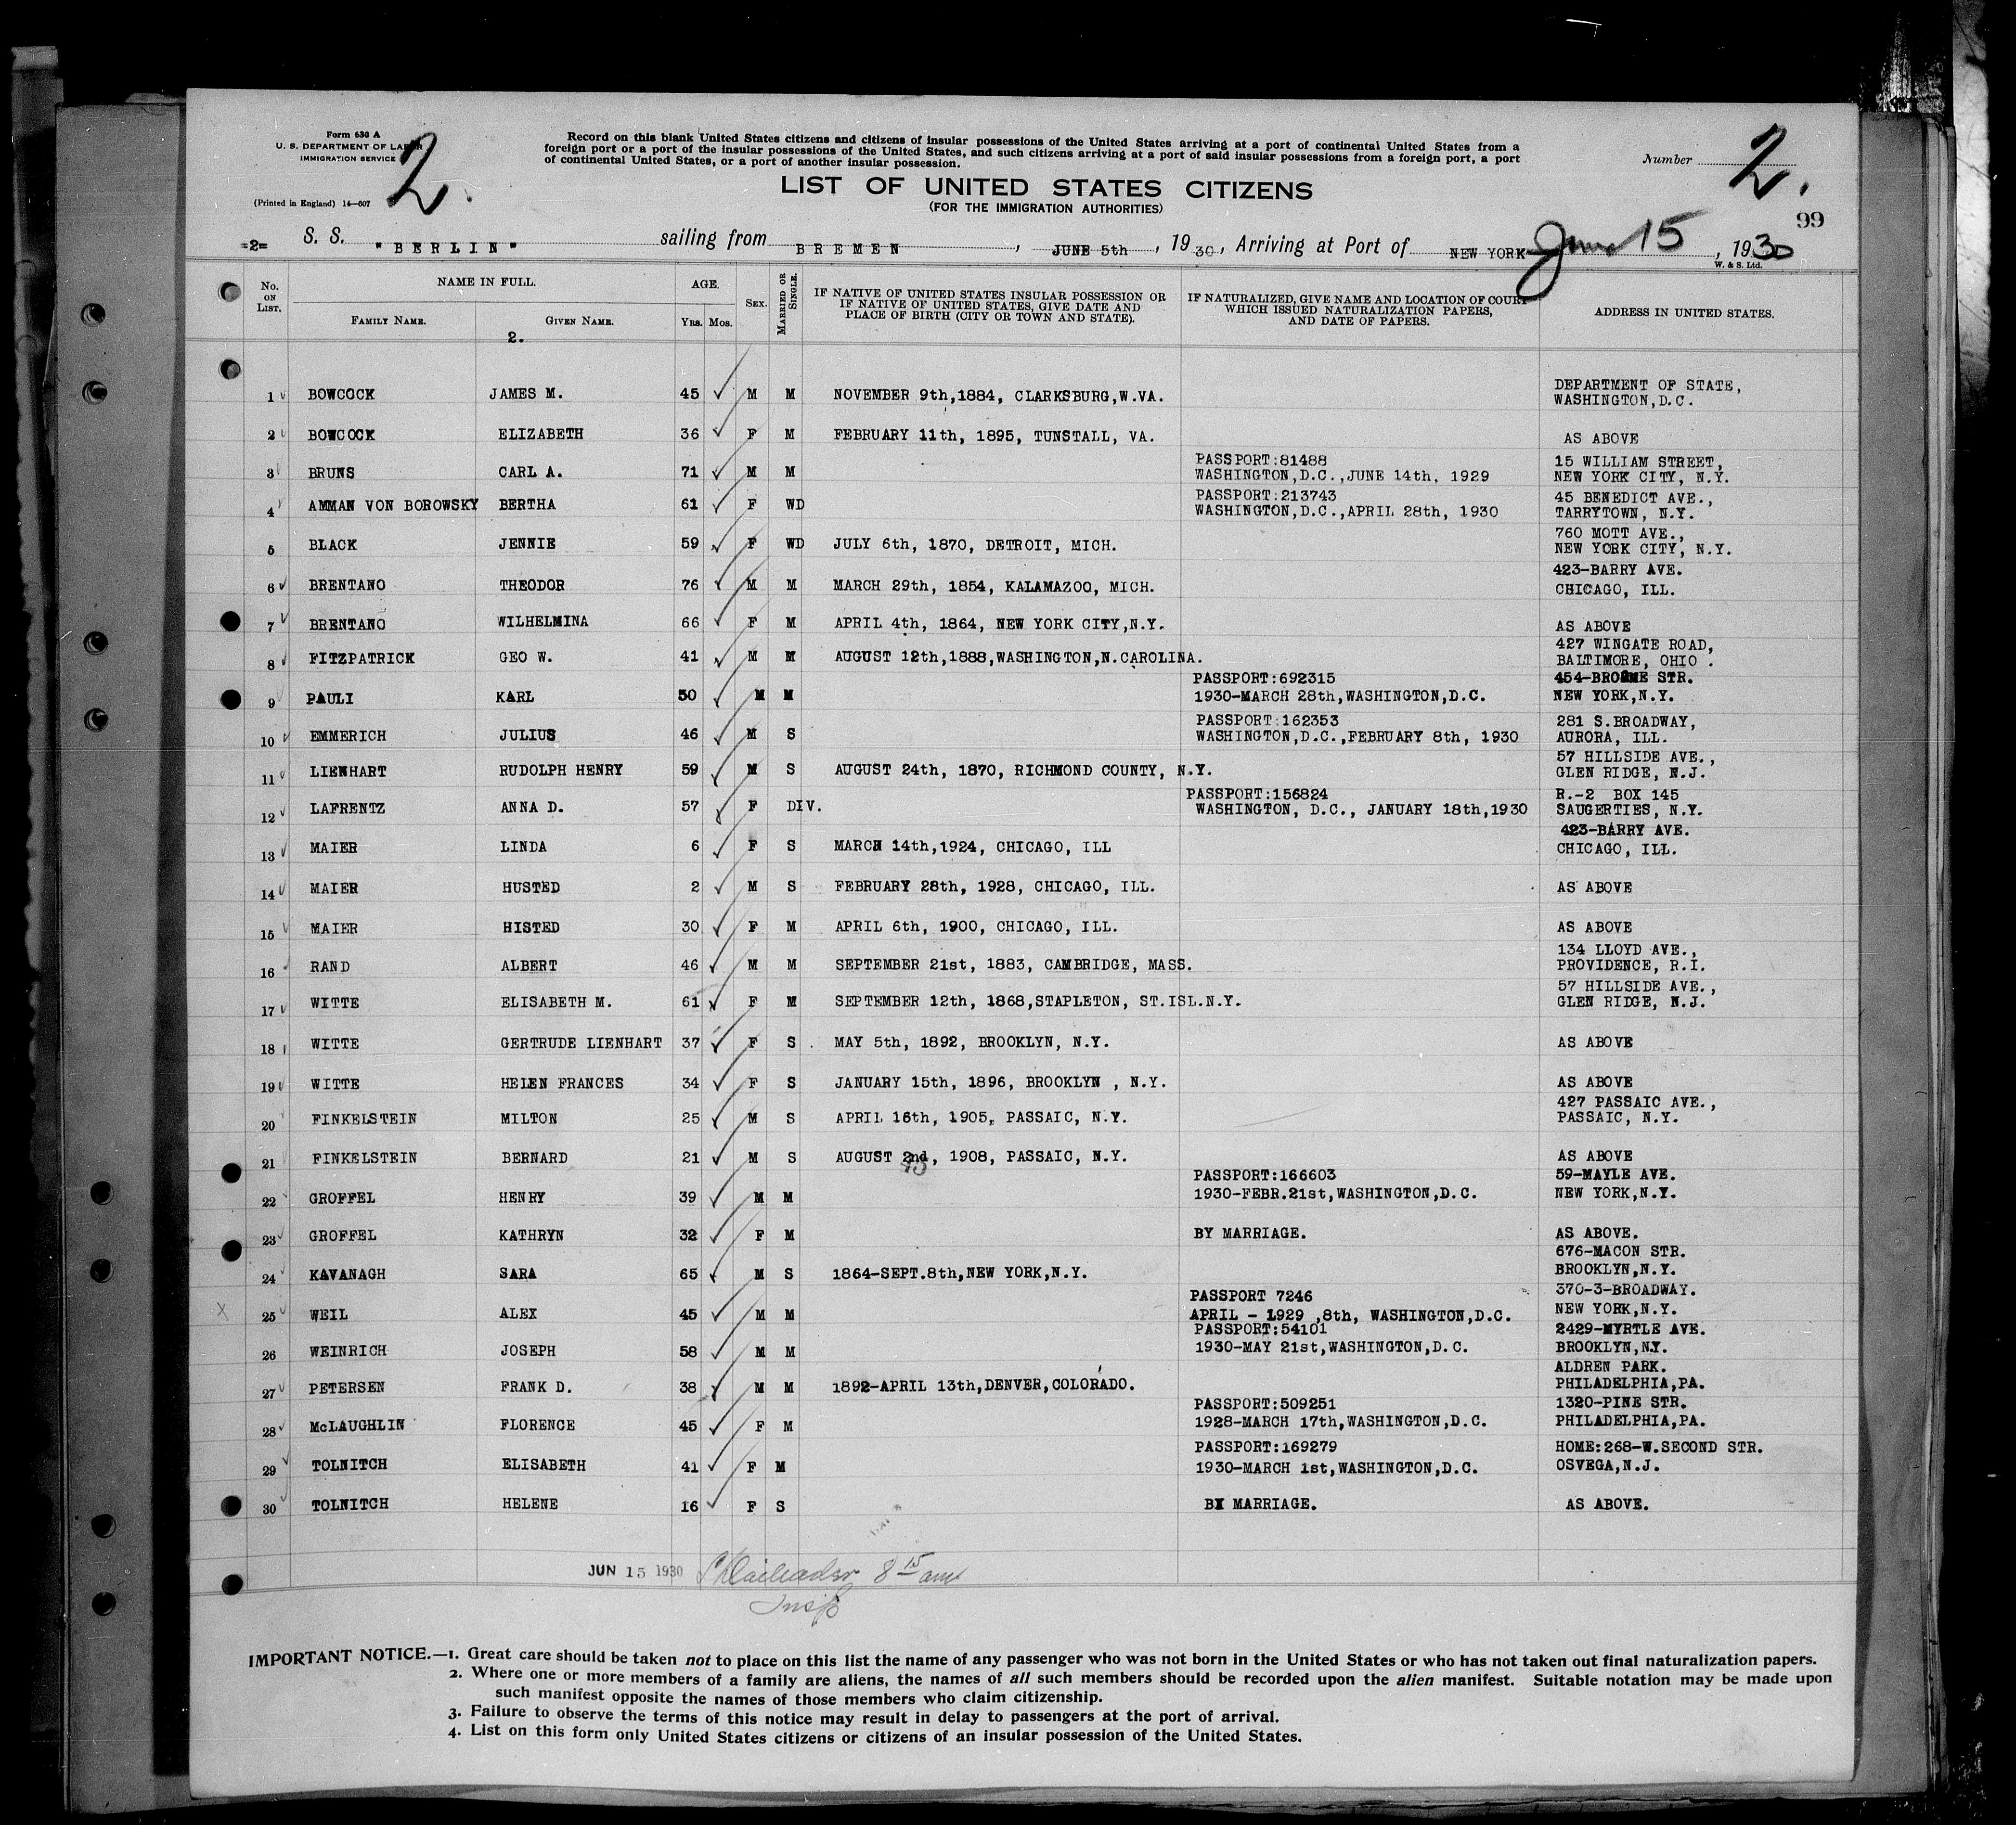 Form 630 A
U. S. DEPARTMENT OF LABOR
IMMIGRATION SERVICE
2.
(Printed in England) 14—607
Record on this blank United States citizens and citizens of insular possessions of the United States arriving at a port of continental United States from a
foreign port or a port of the insular possessions of the United States, and such citizens arriving at a port of said insular possessions from a foreign port, a port
of continental United States, or a port of another insular possession.
Number 2.
LIST OF UNITED STATES CITIZENS
(FOR THE IMMIGRATION AUTHORITIES)
99
=2= S. S. "BERLIN" sailing from BREMEN, JUNE 5th, 1930, Arriving at Port of NEW YORK June 15, 1930
W. & S. Ltd.
No. ON LIST. NAME IN FULL. FAMILY NAME. GIVEN NAME. AGE. YRS. MOS. SEX. MARRIED OR SINGLE. IF NATIVE OF UNITED STATES INSULAR POSSESSION OR IF NATIVE OF UNITED STATES, GIVE DATE AND PLACE OF BIRTH (CITY OR TOWN AND STATE). IF NATURALIZED, GIVE NAME AND LOCATION OF COURT WHICH ISSUED NATURALIZATION PAPERS, AND DATE OF PAPERS. ADDRESS IN UNITED STATES.
2.
1 BOWCOCK JAMES M. 45 M M NOVEMBER 9th,1884, CLARKSBURG,W.VA. DEPARTMENT OF STATE, WASHINGTON,D.C.
2 BOWCOCK ELIZABETH 36 F M FEBRUARY 11th, 1895, TUNSTALL, VA. AS ABOVE
3 BRUNS CARL A. 71 M M PASSPORT:81488 WASHINGTON,D.C.,JUNE 14th, 1929 15 WILLIAM STREET, NEW YORK CITY, N.Y.
4 AMMAN VON BOROWSKY BERTHA 61 F WD PASSPORT:213743 WASHINGTON,D.C.,APRIL 28th, 1930 45 BENEDICT AVE., TARRYTOWN, N.Y.
5 BLACK JENNIE 59 F WD JULY 6th, 1870, DETROIT, MICH. 760 MOTT AVE., NEW YORK CITY, N.Y.
6 BRENTANO THEODOR 76 M M MARCH 29th, 1854, KALAMAZOO, MICH. 423-BARRY AVE. CHICAGO, ILL.
7 BRENTANO WILHELMINA 66 F M APRIL 4th, 1864, NEW YORK CITY,N.Y. AS ABOVE
8 FITZPATRICK GEO W. 41 M M AUGUST 12th,1888,WASHINGTON,N.CAROLINA. 427 WINGATE ROAD, BALTIMORE, OHIO .
9 PAULI KARL 50 M M PASSPORT:692315 1930-MARCH 28th,WASHINGTON,D.C. 454-BROOME STR. NEW YORK,N.Y.
10 EMMERICH JULIUS 46 M S PASSPORT:162353 WASHINGTON,D.C.,FEBRUARY 8th, 1930 281 S.BROADWAY, AURORA, ILL.
11 LIENHART RUDOLPH HENRY 59 M S AUGUST 24th, 1870, RICHMOND COUNTY, N.Y. 57 HILLSIDE AVE., GLEN RIDGE, N.J.
12 LAFRENTZ ANNA D. 57 F DIV. PASSPORT:156824 WASHINGTON, D.C., JANUARY 18th,1930 R.-2 BOX 145 SAUGERTIES, N.Y.
13 MAIER LINDA 6 F S MARCH 14th,1924, CHICAGO, ILL 423-BARRY AVE. CHICAGO, ILL.
14 MAIER HUSTED 2 M S FEBRUARY 28th, 1928, CHICAGO, ILL. AS ABOVE
15 MAIER HISTED 30 F M APRIL 6th, 1900, CHICAGO, ILL. AS ABOVE
16 RAND ALBERT 46 M M SEPTEMBER 21st, 1883, CAMBRIDGE, MASS. 134 LLOYD AVE., PROVIDENCE, R.I.
17 WITTE ELISABETH M. 61 F M SEPTEMBER 12th, 1868,STAPLETON, ST.ISL.N.Y. 57 HILLSIDE AVE., GLEN RIDGE, N.J.
18 WITTE GERTRUDE LIENHART 37 F S MAY 5th, 1892, BROOKLYN, N.Y. AS ABOVE
19 WITTE HELEN FRANCES 34 F S JANUARY 15th, 1896, BROOKLYN , N.Y. AS ABOVE
20 FINKELSTEIN MILTON 25 M S APRIL 16th, 1905, PASSAIC, N.Y. 427 PASSAIC AVE., PASSAIC, N.Y.
21 FINKELSTEIN BERNARD 21 M S AUGUST 2nd, 1908, PASSAIC, N.Y. AS ABOVE
22 GROFFEL HENRY 39 M M PASSPORT:166603 1930-FEBR.21st,WASHINGTON,D.C. 59-MAYLE AVE. NEW YORK,N.Y.
23 GROFFEL KATHRYN 32 F M BY MARRIAGE. AS ABOVE.
24 KAVANAGH SARA 65 M S 1864-SEPT.8th,NEW YORK,N.Y. 676-MACON STR. BROOKLYN,N.Y.
X 25 WEIL ALEX 45 M M PASSPORT 7246 APRIL - 1929 ,8th, WASHINGTON,D.C. 370-3-BROADWAY. NEW YORK,N.Y.
26 WEINRICH JOSEPH 58 M M PASSPORT:54101 1930-MAY 21st,WASHINGTON,D.C. 2429-MYRTLE AVE. BROOKLYN,N.Y.
27 PETERSEN FRANK D. 38 M M 1892-APRIL 13th,DENVER,COLORADO. ALDREN PARK. PHILADELPHIA,PA.
28 McLAUGHLIN FLORENCE 45 F M PASSPORT:509251 1928-MARCH 17th,WASHINGTON,D.C. 1320-PINE STR. PHILADELPHIA,PA.
29 TOLNITCH ELISABETH 41 F M PASSPORT:169279 1930-MARCH 1st,WASHINGTON,D.C. HOME:268-W.SECOND STR. OSVEGA,N.J.
30 TOLNITCH HELENE 16 F S BY MARRIAGE. AS ABOVE.
JUN 15 1930 8 15 am
Insp
IMPORTANT NOTICE.—1. Great care should be taken not to place on this list the name of any passenger who was not born in the United States or who has not taken out final naturalization papers.
2. Where one or more members of a family are aliens, the names of all such members should be recorded upon the alien manifest. Suitable notation may be made upon
such manifest opposite the names of those members who claim citizenship.
3. Failure to observe the terms of this notice may result in delay to passengers at the port of arrival.
4. List on this form only United States citizens or citizens of an insular possession of the United States.